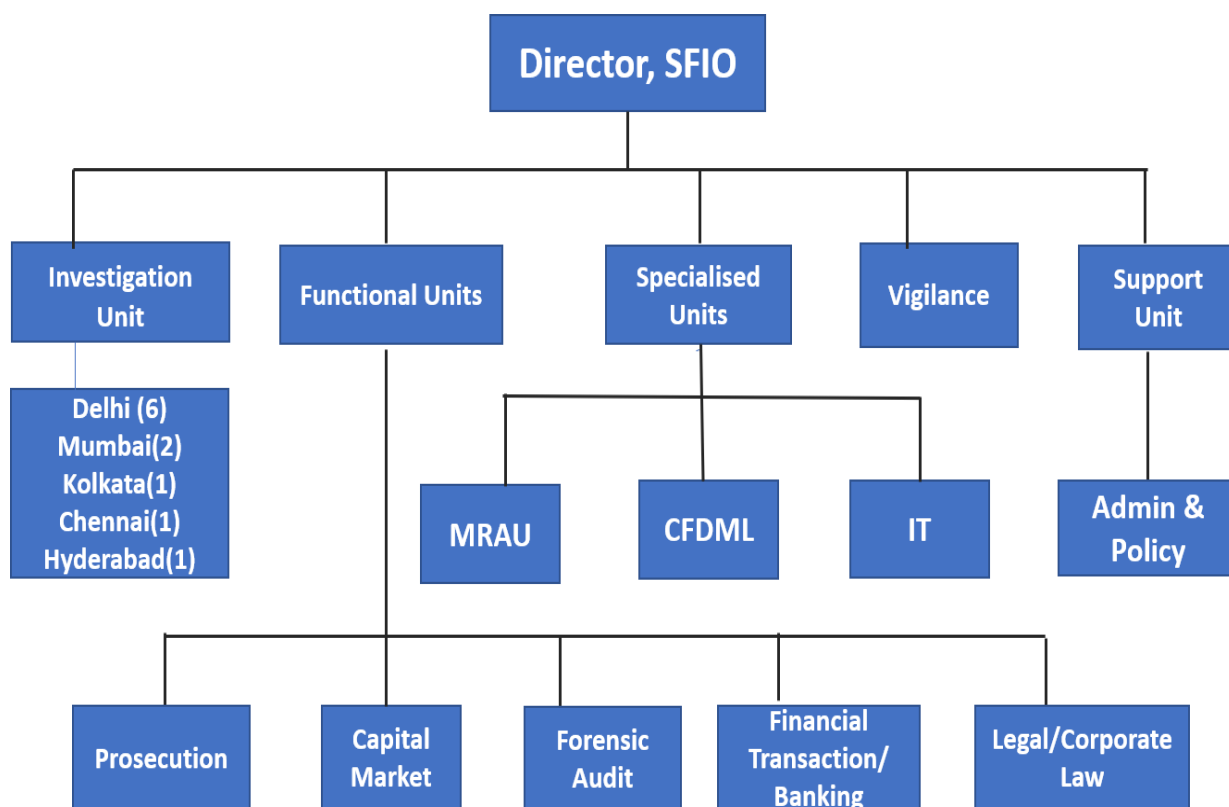 Director, SFIO
Investigation
Unit
Functional Units
Specialised
Units
Vigilance
Support
Unit
Delhi (6)
Mumbai(2)
Kolkata(1)
Chennai(1)
Hyderabad(1)
MRAU
CFDML
IT
Admin &
Policy
Prosecution
Capital
Market
Forensic
Audit
Financial
Transaction/
Banking
Legal/Corporate
Law